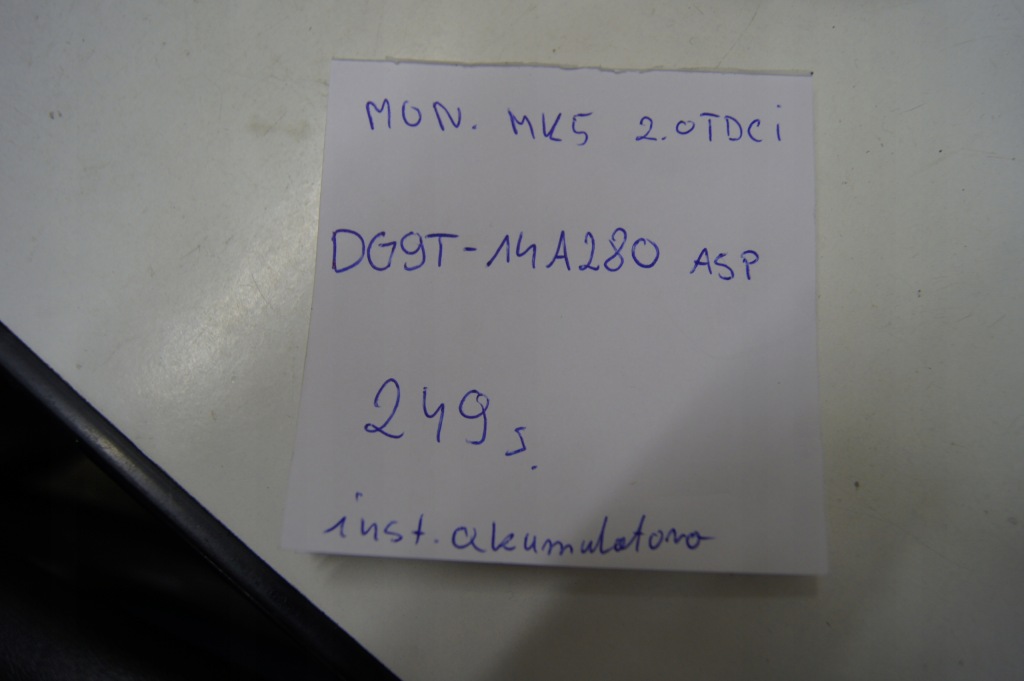 MON. MK5 2.0TDCi
DG9T-14A280 ASP
249 s.
inst. akumulatora